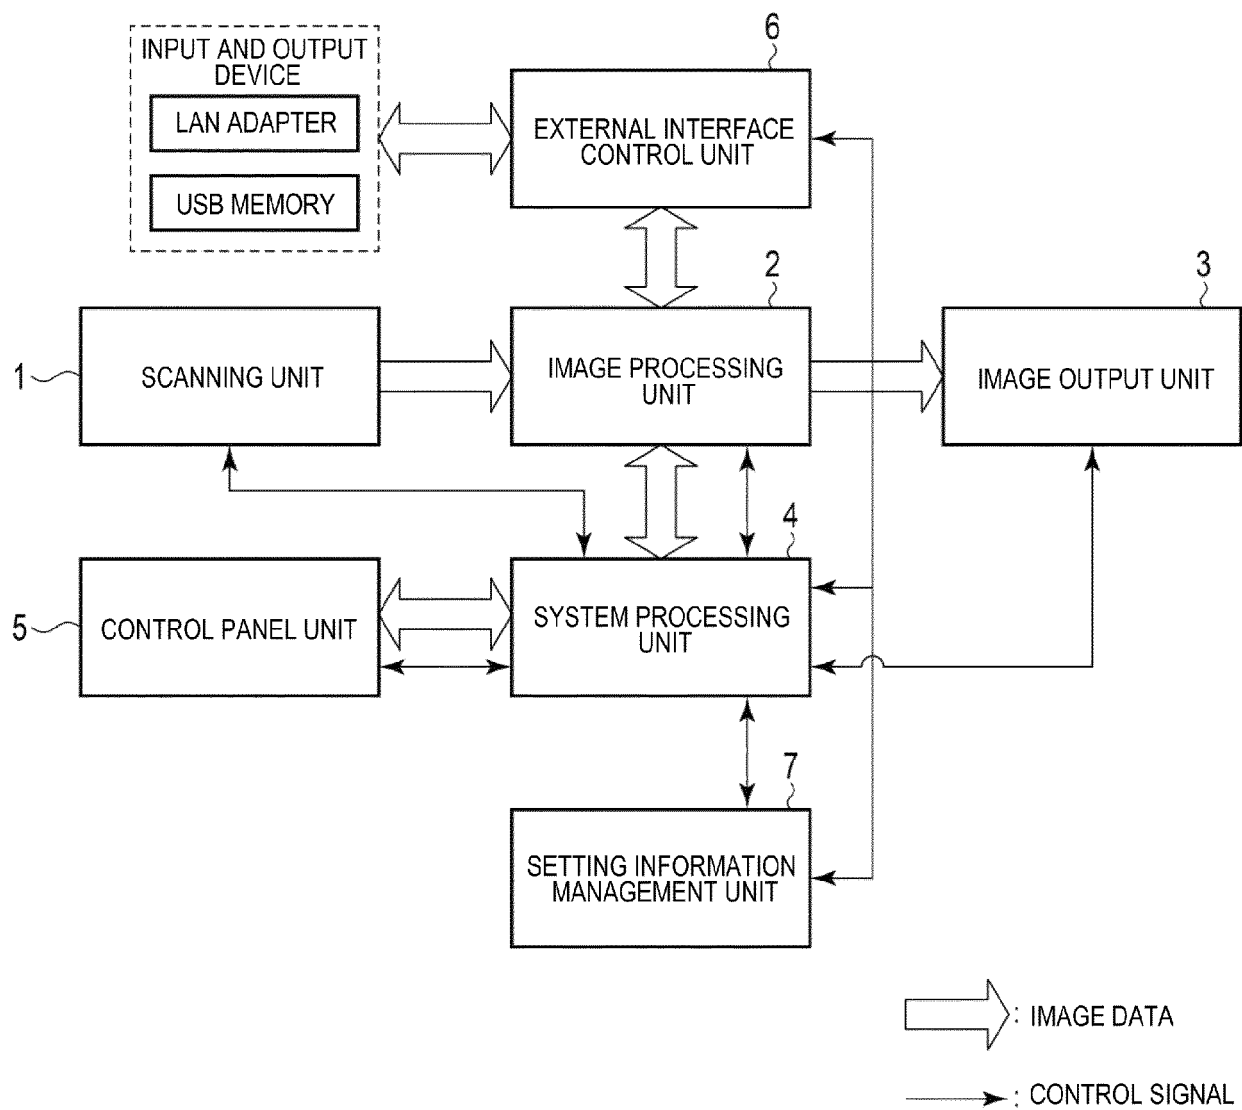 6
INPUT AND OUTPUT
DEVICE
LAN ADAPTER
USB MEMORY
EXTERNAL INTERFACE
CONTROL UNIT
2
3
1
SCANNING UNIT
IMAGE PROCESSING
UNIT
IMAGE OUTPUT UNIT
4
5
CONTROL PANEL UNIT
SYSTEM PROCESSING
UNIT
7
SETTING INFORMATION
MANAGEMENT UNIT
: IMAGE DATA
: CONTROL SIGNAL